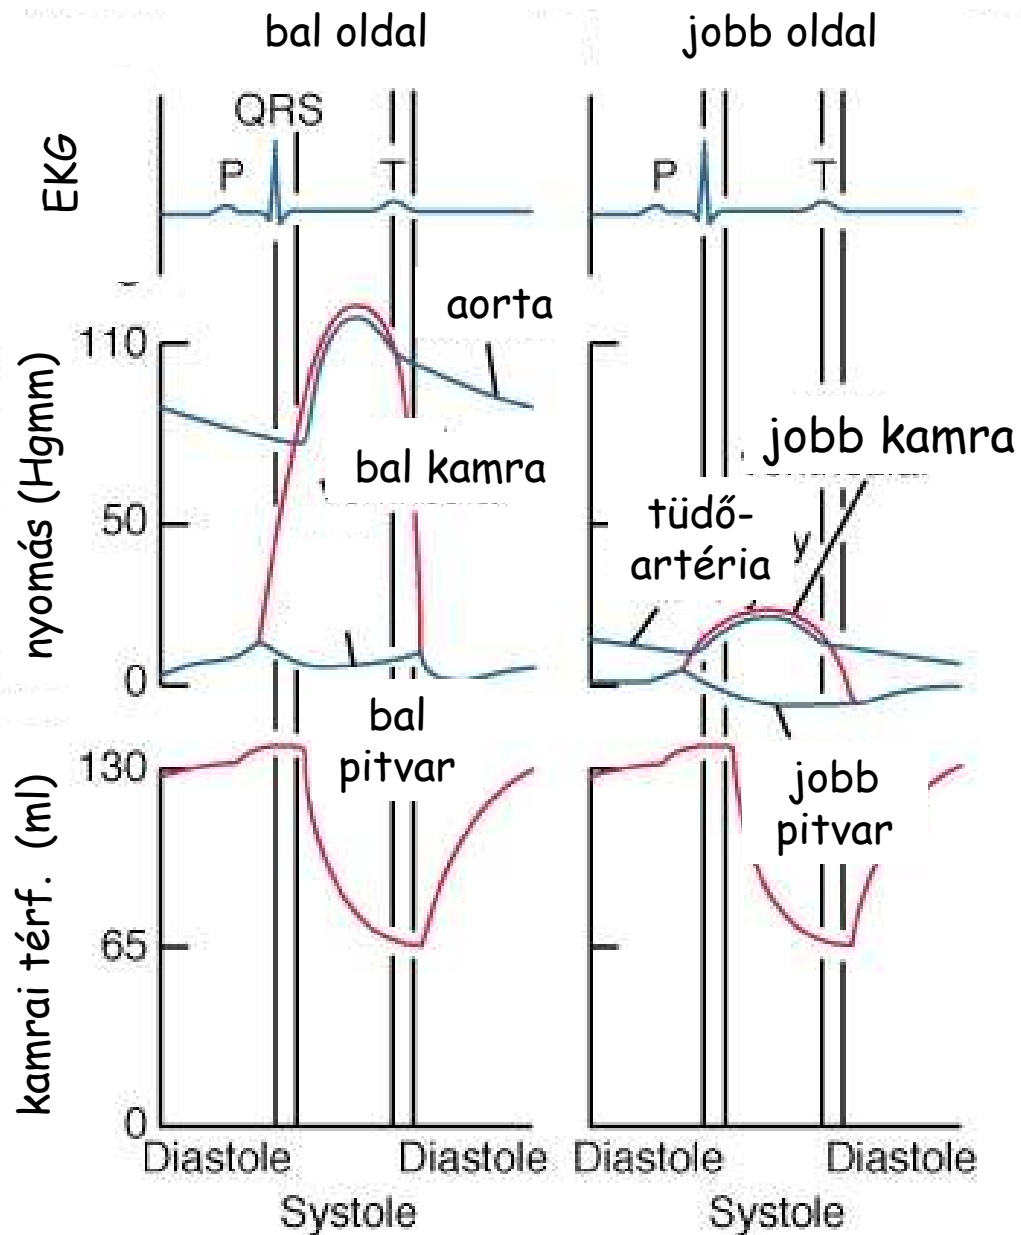 bal oldal
jobb oldal
EKG
QRS
P
T
P
T
nyomás (Hgmm)
110
50
0
aorta
bal kamra
bal
pitvar
jobb kamra
tüdő-
artéria
y
jobb
pitvar
kamrai térf. (ml)
130
65
0
Diastole
Systole
Diastole
Diastole
Systole
Diastole